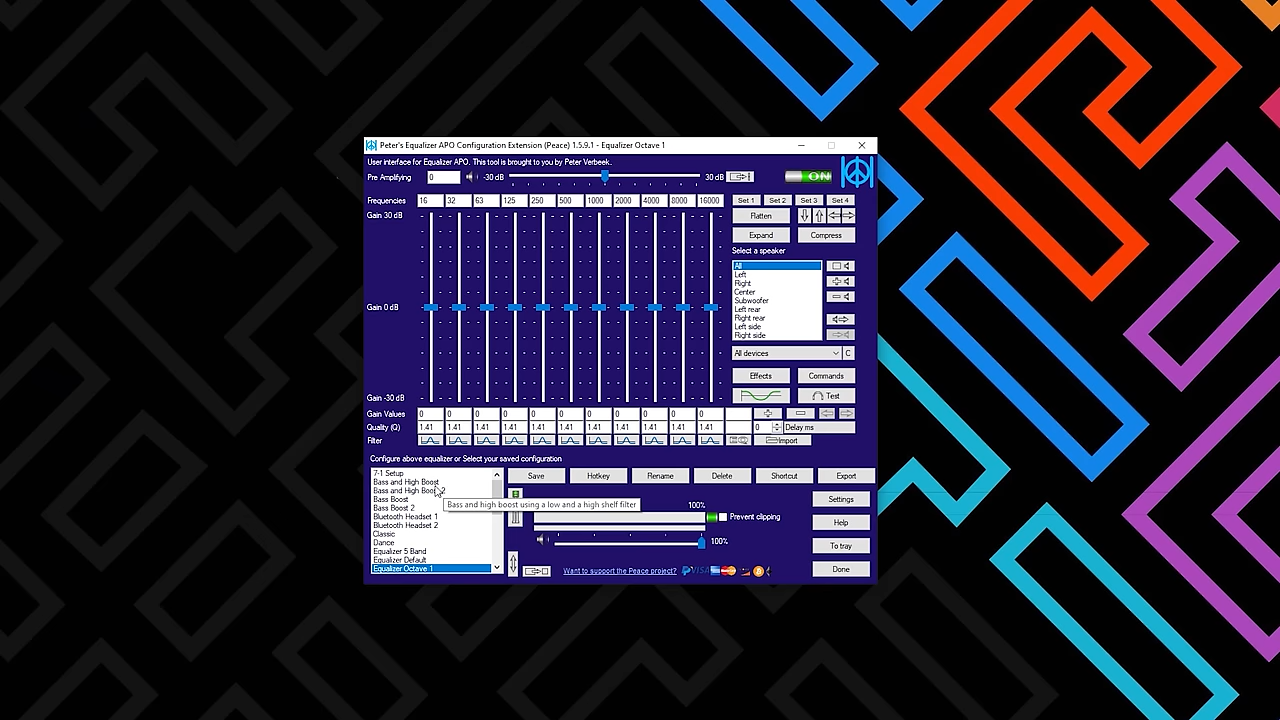 Peter's Equalizer APO Configuration Extension (Peace) 1.5.9.1 - Equalizer Octave 1
User interface for Equalizer APO. This tool is brought to you by Peter Verbeek.
Pre Amplifying 0 -30 dB 30 dB ON
Frequencies 16 32 63 125 250 500 1000 2000 4000 8000 16000 Set 1 Set 2 Set 3 Set 4
Gain 30 dB Flatten
Expand Compress
Select a speaker
All
Left
Right
Center
Subwoofer
Left rear
Right rear
Left side
Right side
Gain 0 dB
All devices C
Effects Commands
Test
Gain -30 dB
Gain Values 0 0 0 0 0 0 0 0 0 0 0
Quality (Q) 1.41 1.41 1.41 1.41 1.41 1.41 1.41 1.41 1.41 1.41 1.41 0 Delay ms
Filter Import
Configure above equalizer or Select your saved configuration
7-1 Setup
Bass and High Boost
Bass and High Boost 2
Bass Boost
Bass Boost 2
Bluetooth Headset 1
Bluetooth Headset 2
Classic
Dance
Equalizer 5 Band
Equalizer Default
Equalizer Octave 1
Save Hotkey Rename Delete Shortcut Export
Bass and high boost using a low and a high shelf filter
100%
Prevent clipping
100%
Settings
Help
To tray
Done
Want to support the Peace project? PayPal VISA